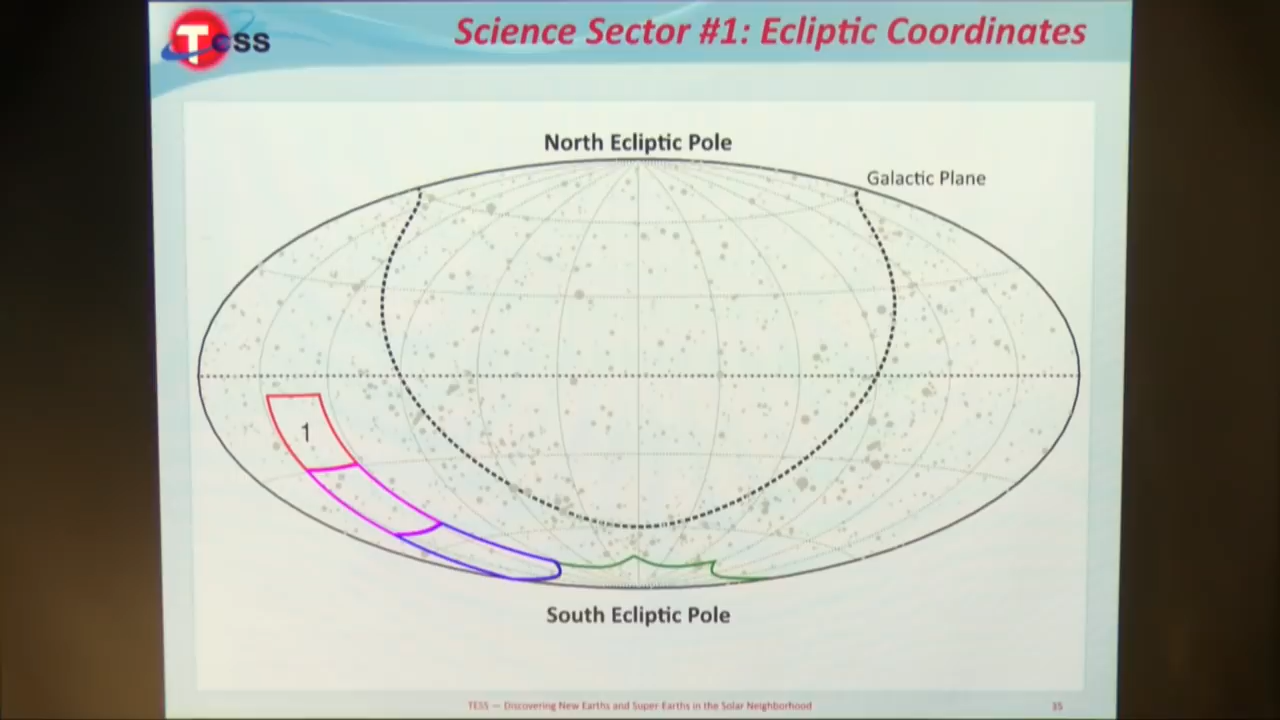 TESS
Science Sector #1: Ecliptic Coordinates
North Ecliptic Pole
Galactic Plane
1
South Ecliptic Pole
TESS — Discovering New Earths and Super-Earths in the Solar Neighborhood
35